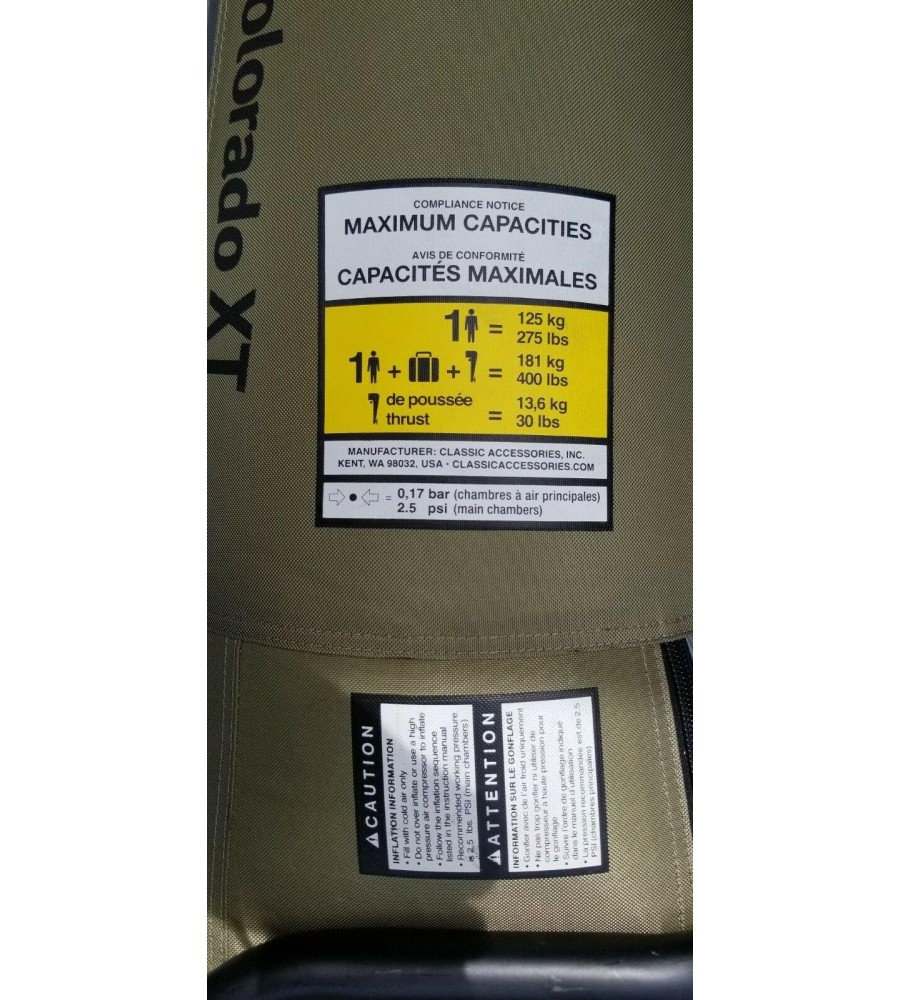 olorado XT
COMPLIANCE NOTICE
MAXIMUM CAPACITIES
AVIS DE CONFORMITÉ
CAPACITÉS MAXIMALES
1 = 125 kg
275 lbs
1 + + = 181 kg
400 lbs
de poussée
thrust = 13,6 kg
30 lbs
MANUFACTURER: CLASSIC ACCESSORIES, INC.
KENT, WA 98032, USA • CLASSICACCESSORIES.COM
= 0,17 bar (chambres à air principales)
2.5 psi (main chambers)
CAUTION
INFLATION INFORMATION
• Fill with cold air only
• Do not over inflate or use a high
pressure air compressor to inflate
• Follow the inflation sequence
listed in the instruction manual
• Recommended working pressure
is 2.5 lbs. PSI (main chambers)
ATTENTION
INFORMATION SUR LE GONFLAGE
• Gonfler avec de l'air froid uniquement
• Ne pas trop gonfler ni utiliser de
compresseur à haute pression pour
le gonflage
• Suivre l'ordre de gonflage indiqué
dans le manuel d'utilisation
• La pression recommandée est de 2.5
PSI (chambres principales)